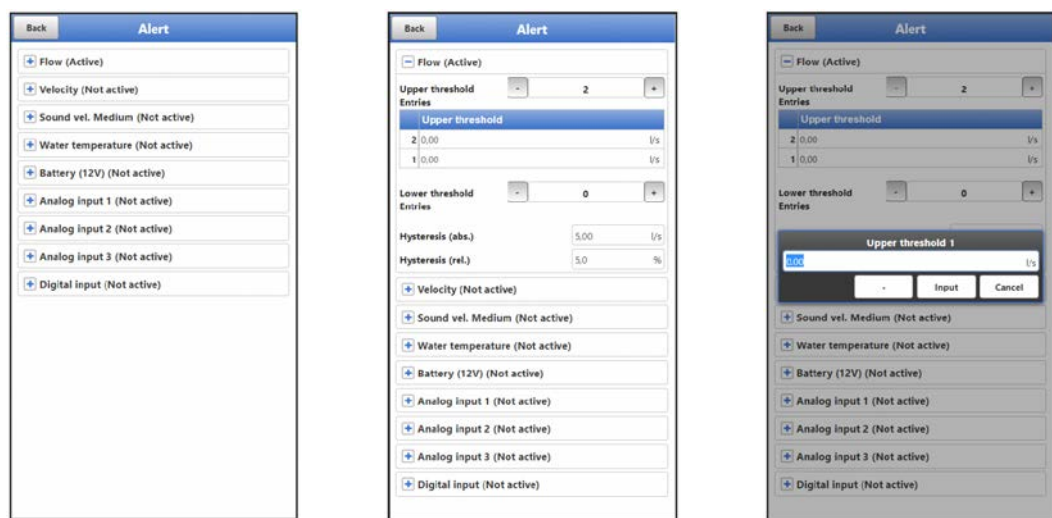 Back Alert
+ Flow (Active)
+ Velocity (Not active)
+ Sound vel. Medium (Not active)
+ Water temperature (Not active)
+ Battery (12V) (Not active)
+ Analog input 1 (Not active)
+ Analog input 2 (Not active)
+ Analog input 3 (Not active)
+ Digital input (Not active)
Back Alert
− Flow (Active)
Upper threshold - 2 +
Entries
Upper threshold
2 0,00 l/s
1 0,00 l/s
Lower threshold - 0 +
Entries
Hysteresis (abs.) 5,00 l/s
Hysteresis (rel.) 5,0 %
+ Velocity (Not active)
+ Sound vel. Medium (Not active)
+ Water temperature (Not active)
+ Battery (12V) (Not active)
+ Analog input 1 (Not active)
+ Analog input 2 (Not active)
+ Analog input 3 (Not active)
+ Digital input (Not active)
Back Alert
− Flow (Active)
Upper threshold - 2 +
Entries
Upper threshold
2 0,00 l/s
1 0,00 l/s
Lower threshold - 0 +
Entries
Upper threshold 1
0,00 l/s
- Input Cancel
+ Sound vel. Medium (Not active)
+ Water temperature (Not active)
+ Battery (12V) (Not active)
+ Analog input 1 (Not active)
+ Analog input 2 (Not active)
+ Analog input 3 (Not active)
+ Digital input (Not active)